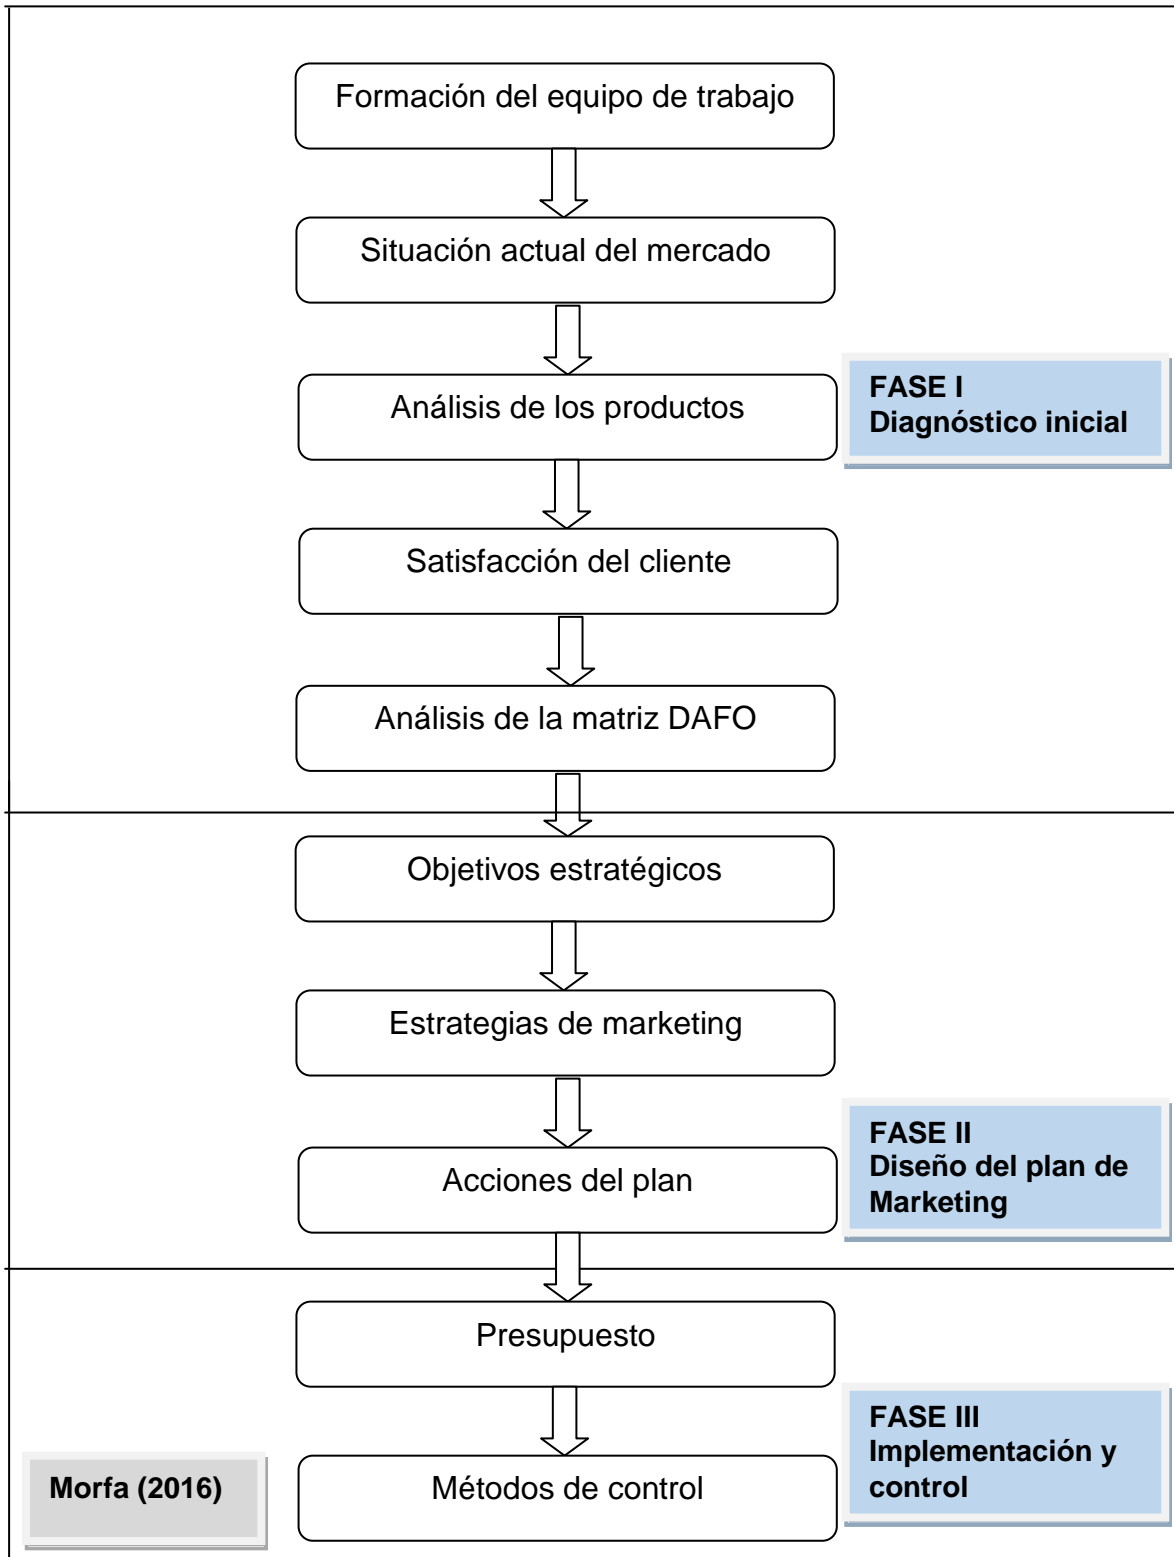 Formación del equipo de trabajo
Situación actual del mercado
Análisis de los productos
FASE I
Diagnóstico inicial
Satisfacción del cliente
Análisis de la matriz DAFO
Objetivos estratégicos
Estrategias de marketing
Acciones del plan
FASE II
Diseño del plan de
Marketing
Presupuesto
FASE III
Implementación y
control
Métodos de control
Morfa (2016)